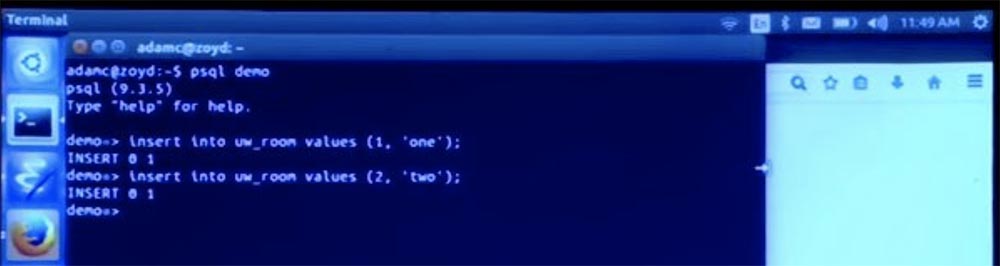 Terminal
En
11:49 AM
adamc@zoyd: ~
adamc@zoyd:~$ psql demo
psql (9.3.5)
Type "help" for help.
demo=> insert into uw_room values (1, 'one');
INSERT 0 1
demo=> insert into uw_room values (2, 'two');
INSERT 0 1
demo=>